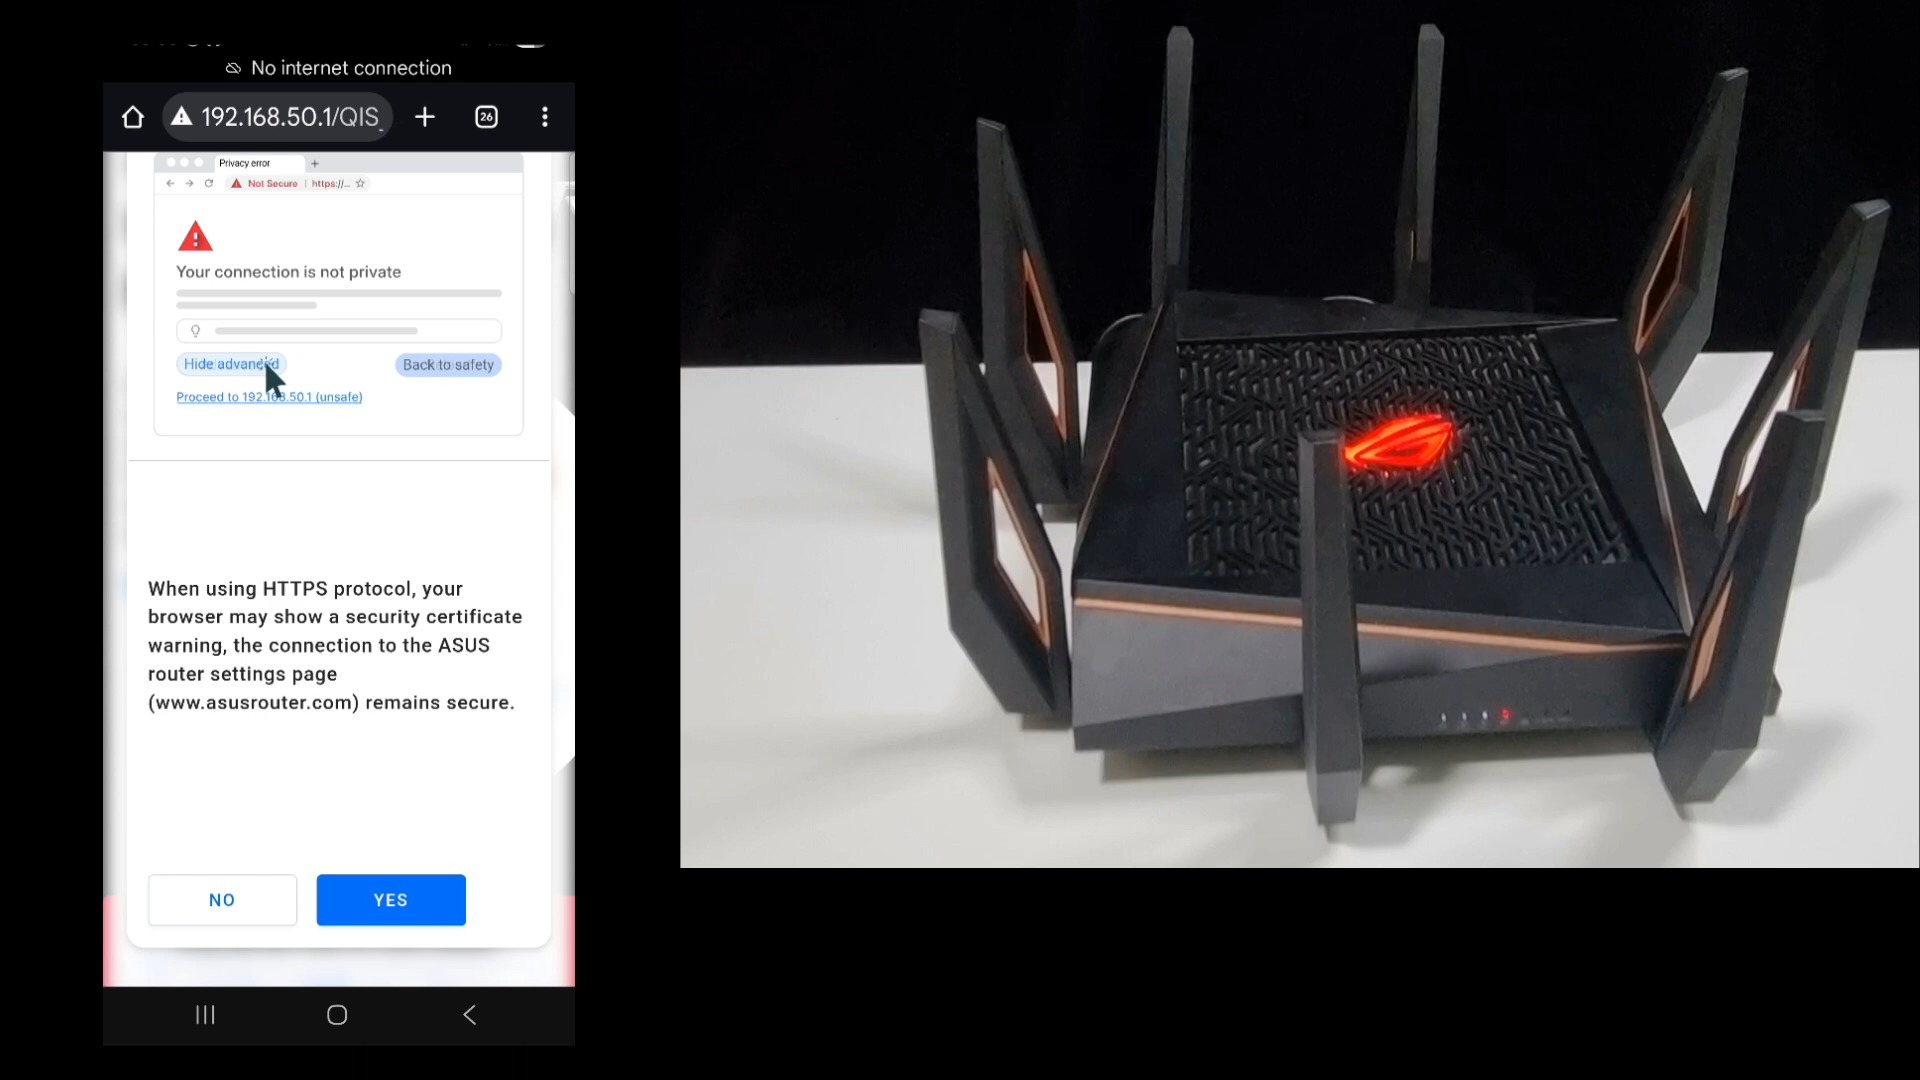 No internet connection
192.168.50.1/QIS_
26
Privacy error
Not Secure | https://...
Your connection is not private
Hide advanced
Back to safety
Proceed to 192.168.50.1 (unsafe)
When using HTTPS protocol, your
browser may show a security certificate
warning, the connection to the ASUS
router settings page
(www.asusrouter.com) remains secure.
NO
YES